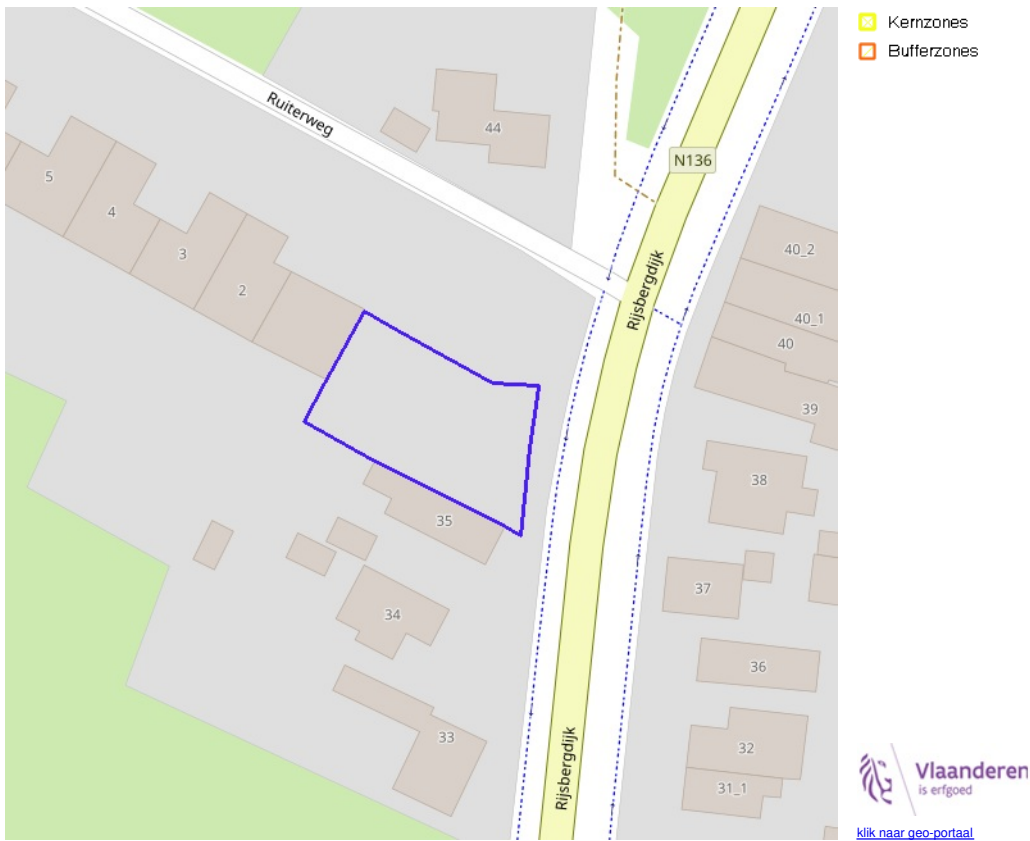 Kernzones
Bufferzones
Ruiterweg
44
N136
5
4
3
2
40_2
Rijsbergdijk
40_1
40
39
38
35
37
34
36
33
32
31_1
Rijsbergdijk
Vlaanderen
is erfgoed
klik naar geo-portaal